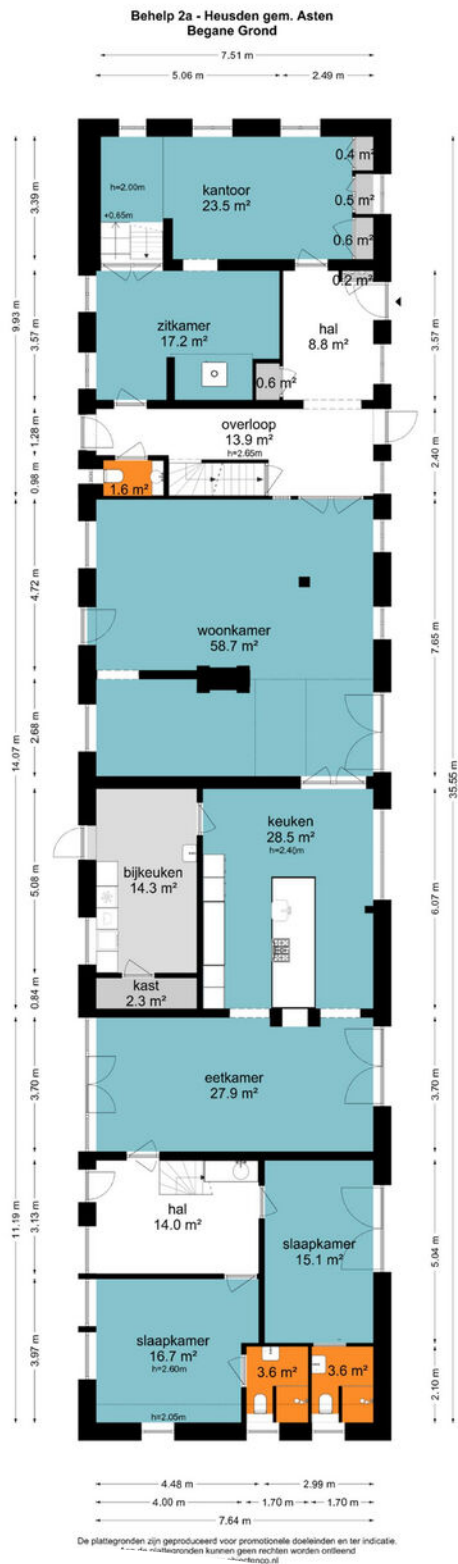 Behelp 2a - Heusden gem. Asten
Begane Grond
7.51 m
5.06 m
2.49 m
0.4 m²
h=2.00m
kantoor
0.5 m²
23.5 m²
3.39 m
+0.65m
0.6 m²
0.2 m²
9.93 m
zitkamer
hal
3.57 m
17.2 m²
8.8 m²
3.57 m
0.6 m²
overloop
1.28 m
13.9 m²
h=2.65m
2.40 m
0.98 m
1.6 m²
4.72 m
woonkamer
58.7 m²
7.65 m
2.68 m
14.07 m
35.55 m
keuken
28.5 m²
h=2.40m
bijkeuken
14.3 m²
5.08 m
6.07 m
kast
2.3 m²
0.84 m
eetkamer
27.9 m²
3.70 m
3.70 m
hal
14.0 m²
3.13 m
11.19 m
slaapkamer
15.1 m²
5.04 m
slaapkamer
16.7 m²
h=2.60m
3.97 m
3.6 m²
3.6 m²
2.10 m
h=2.05m
4.48 m
2.99 m
4.00 m
1.70 m
1.70 m
7.64 m
De plattegronden zijn geproduceerd voor promotionele doeleinden en ter indicatie.
plattegronden kunnen geen rechten worden ontleend